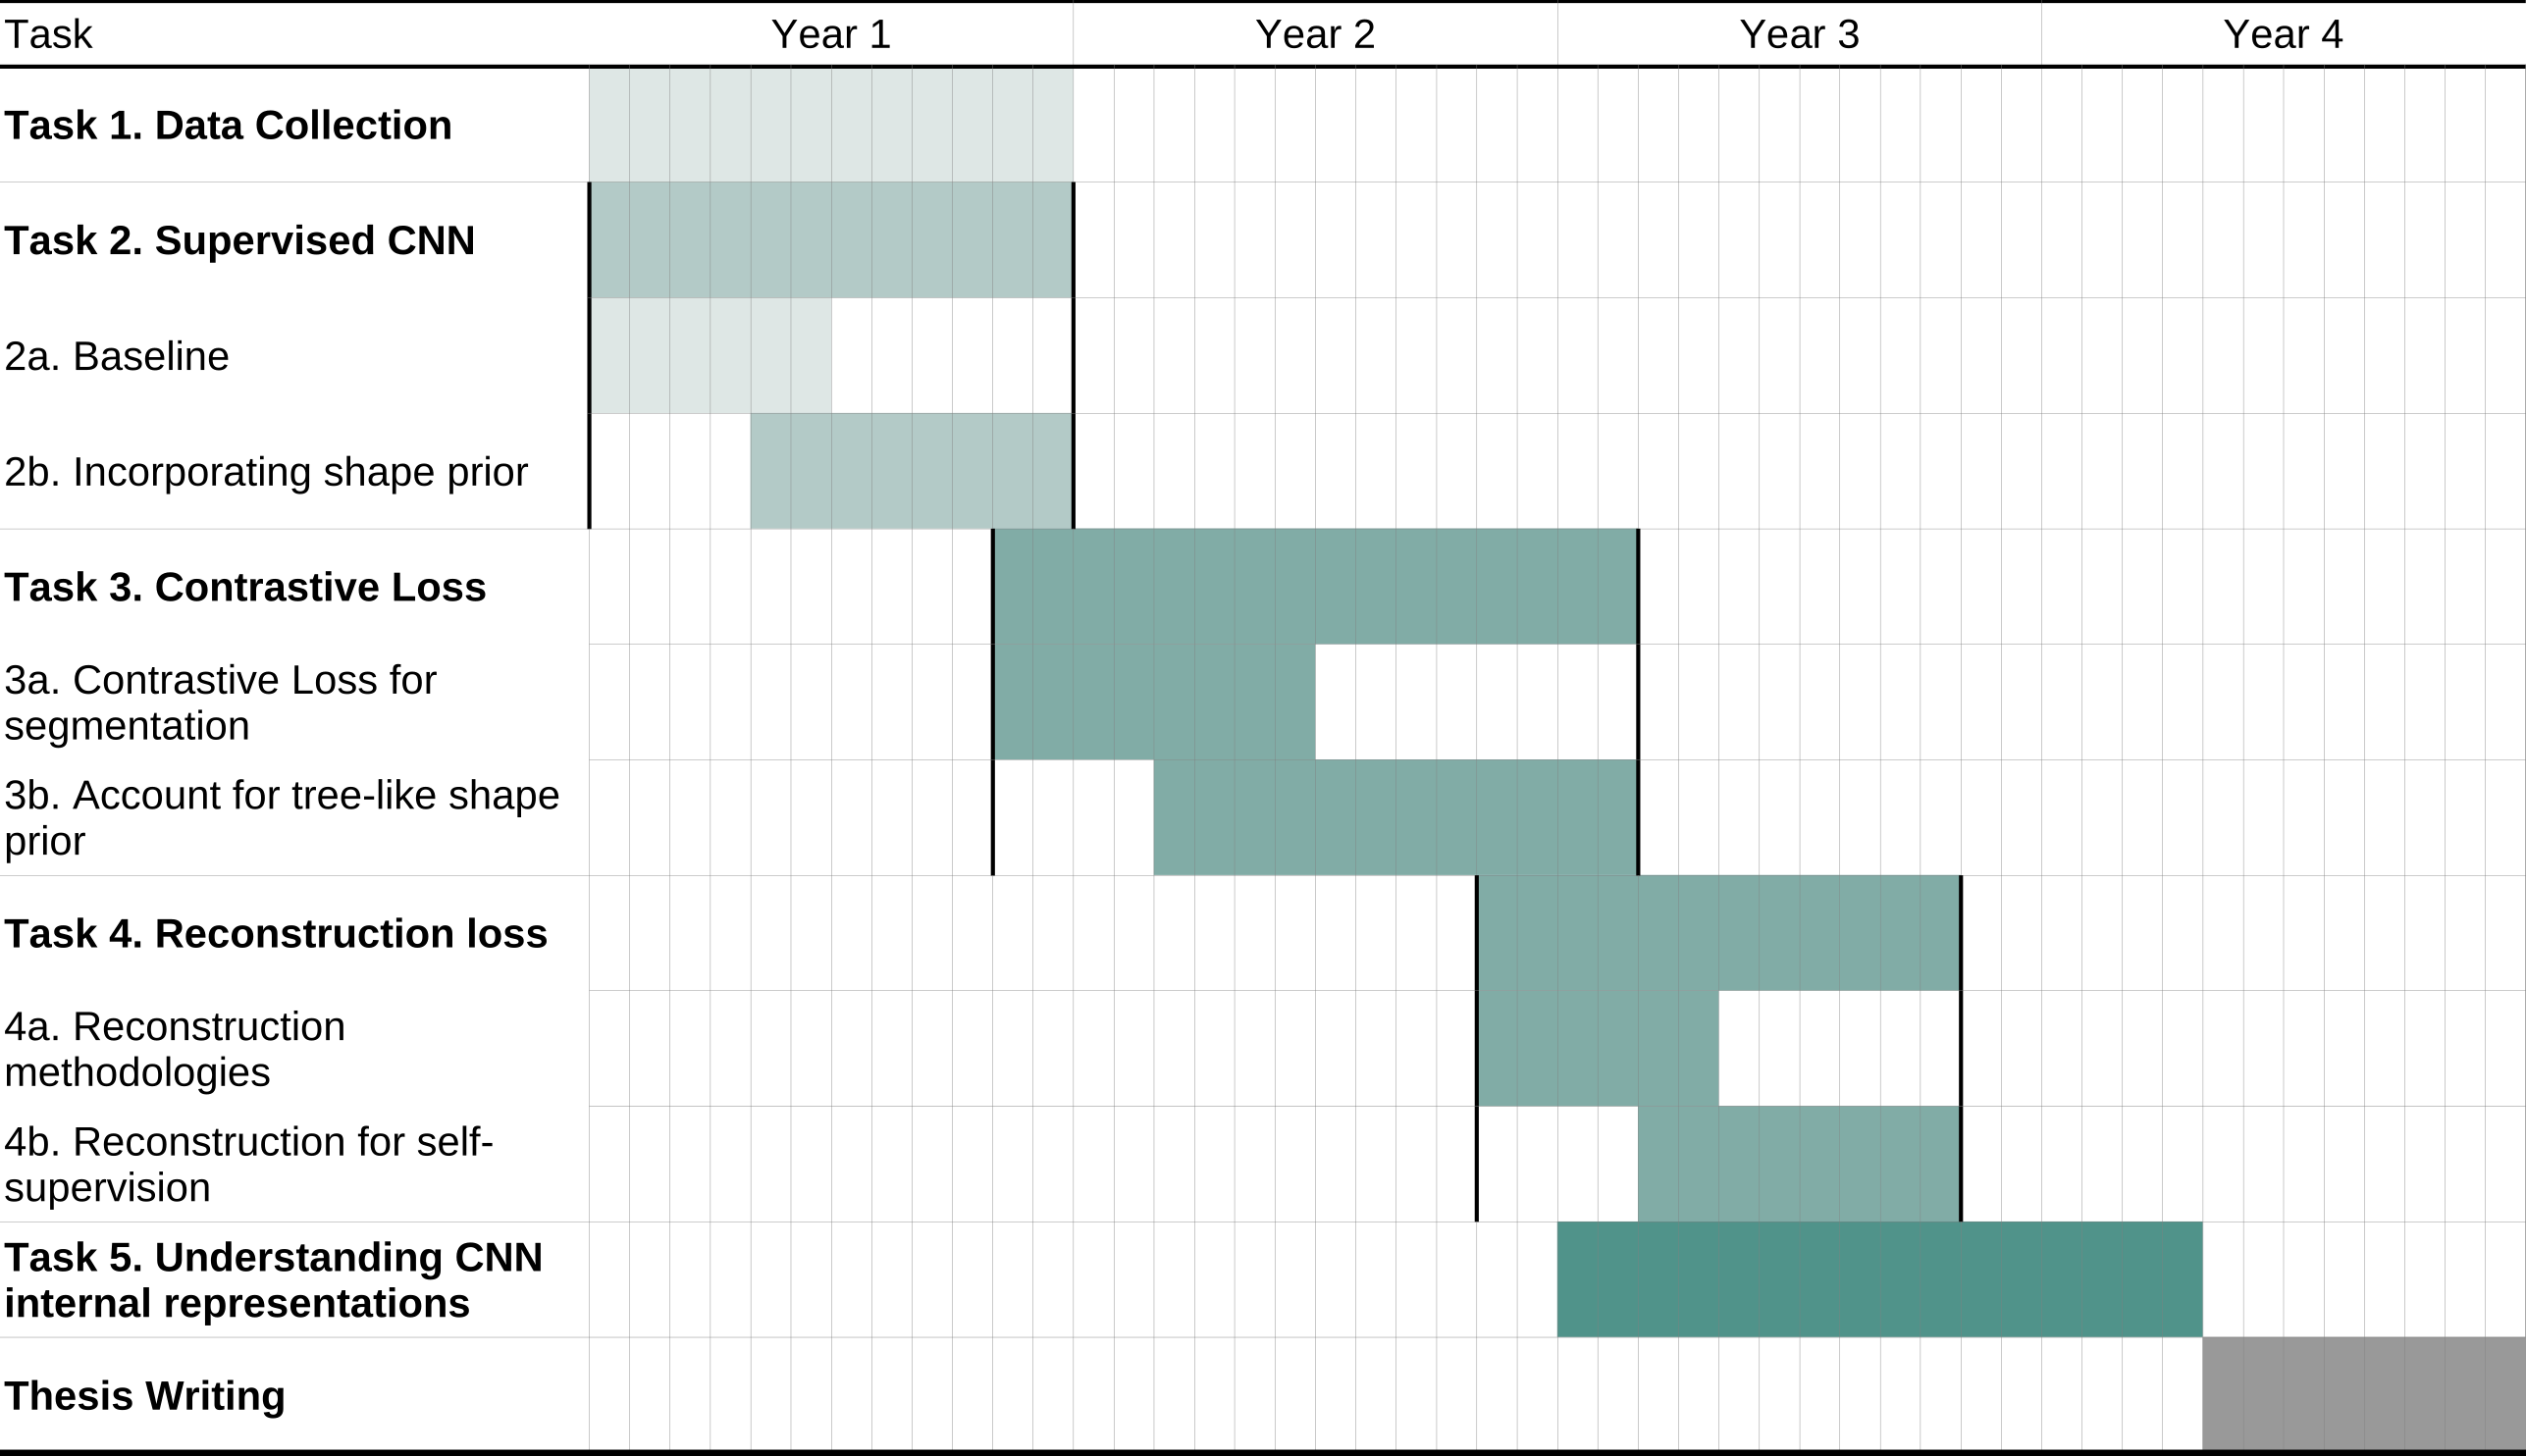 Task Year 1 Year 2 Year 3 Year 4
Task 1. Data Collection
Task 2. Supervised CNN
2a. Baseline
2b. Incorporating shape prior
Task 3. Contrastive Loss
3a. Contrastive Loss for
segmentation
3b. Account for tree-like shape
prior
Task 4. Reconstruction loss
4a. Reconstruction
methodologies
4b. Reconstruction for self-
supervision
Task 5. Understanding CNN
internal representations
Thesis Writing